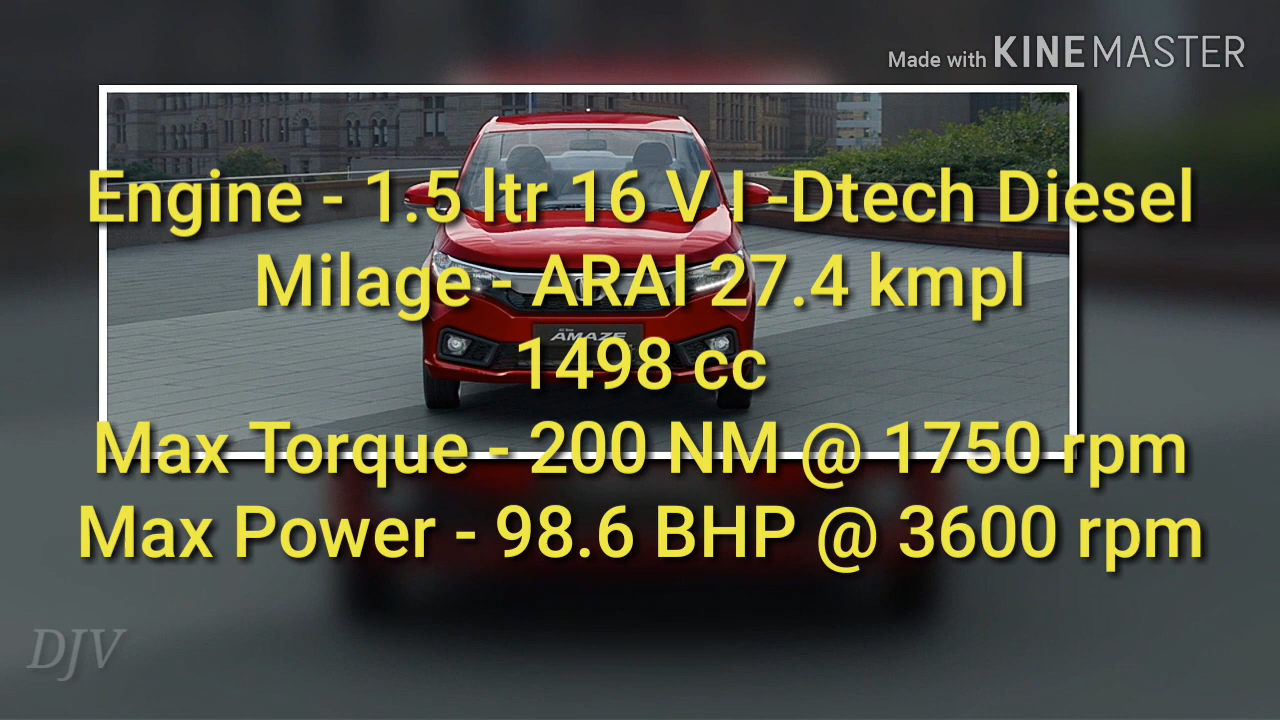 Made with KINEMASTER
Engine - 1.5 ltr 16 V I -Dtech Diesel
Milage - ARAI 27.4 kmpl
AMAZE
1498 cc
Max Torque - 200 NM @ 1750 rpm
Max Power - 98.6 BHP @ 3600 rpm
DJV